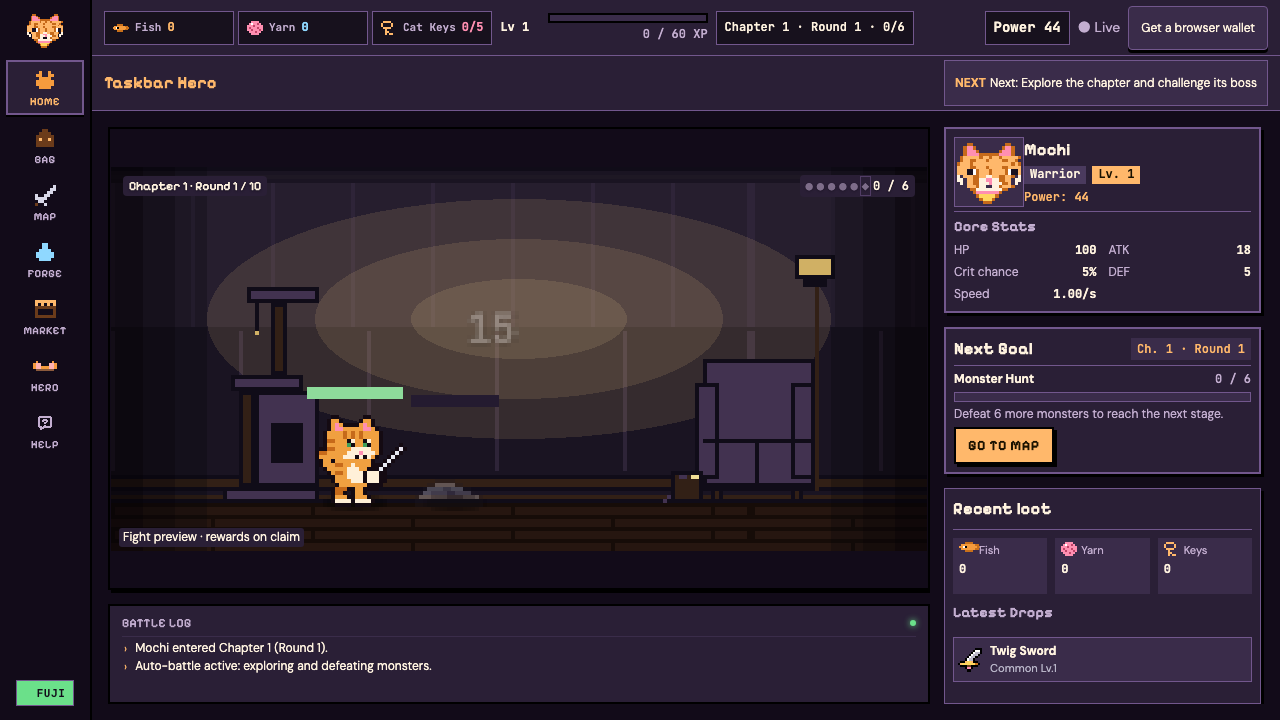 Fish 0
Yarn 0
Cat Keys 0/5
Lv 1
0 / 60 XP
Chapter 1 · Round 1 · 0/6
Power 44
Live
Get a browser wallet
Taskbar Hero
NEXT Next: Explore the chapter and challenge its boss
HOME
BAG
MAP
FORGE
MARKET
HERO
HELP
FUJI
Chapter 1 · Round 1 / 10
0 / 6
15
Fight preview · rewards on claim
BATTLE LOG
› Mochi entered Chapter 1 (Round 1).
› Auto-battle active: exploring and defeating monsters.
Mochi
Warrior Lv. 1
Power: 44
Core Stats
HP 100 ATK 18
Crit chance 5% DEF 5
Speed 1.00/s
Next Goal Ch. 1 · Round 1
Monster Hunt 0 / 6
Defeat 6 more monsters to reach the next stage.
GO TO MAP
Recent loot
Fish Yarn Keys
0 0 0
Latest Drops
Twig Sword
Common Lv.1